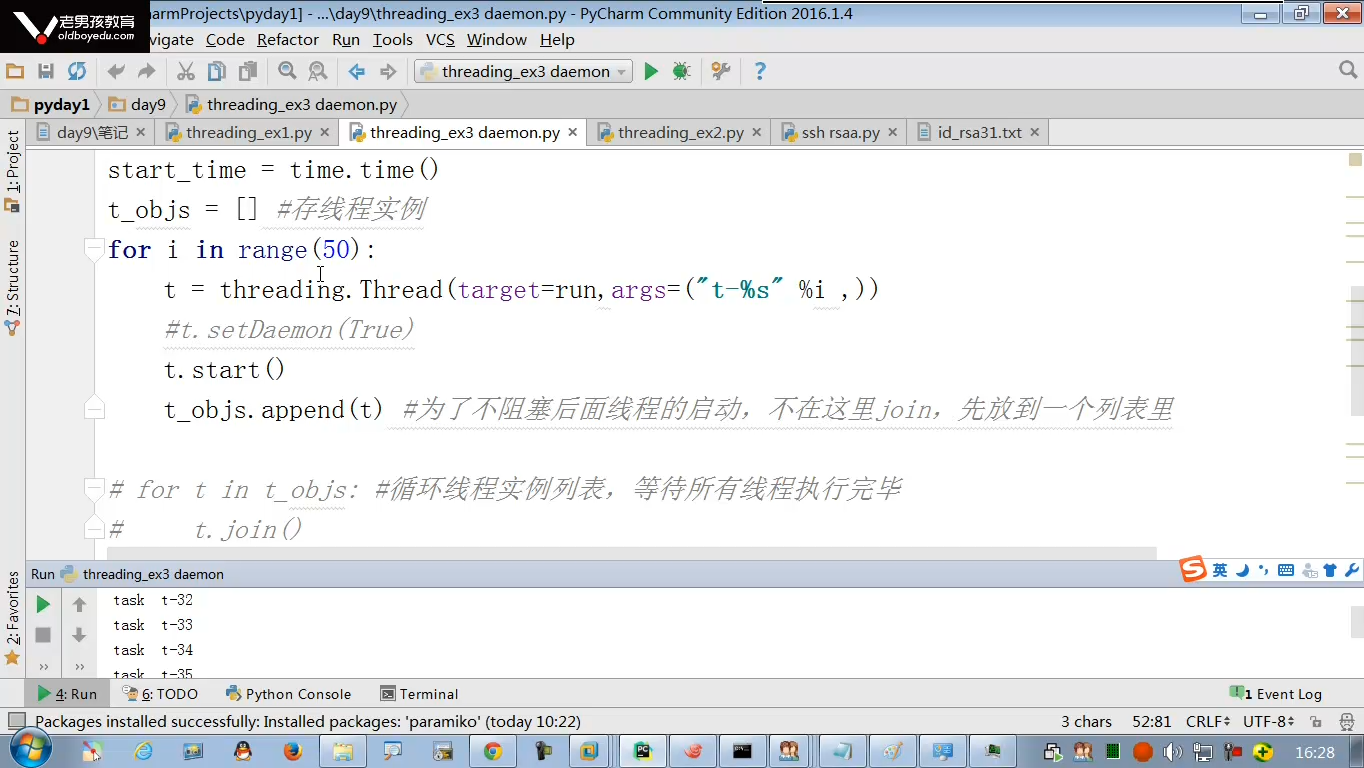 老男孩教育
oldboyedu.com
armProjects\pyday1] - ...\day9\threading_ex3 daemon.py - PyCharm Community Edition 2016.1.4
vigate Code Refactor Run Tools VCS Window Help
threading_ex3 daemon
pyday1 day9 threading_ex3 daemon.py
day9\笔记 threading_ex1.py threading_ex3 daemon.py threading_ex2.py ssh rsaa.py id_rsa31.txt
1: Project
7: Structure
2: Favorites
start_time = time.time()
t_objs = [] #存线程实例
for i in range(50):
t = threading.Thread(target=run,args=("t-%s" %i ,))
#t.setDaemon(True)
t.start()
t_objs.append(t) #为了不阻塞后面线程的启动，不在这里join，先放到一个列表里
# for t in t_objs: #循环线程实例列表，等待所有线程执行完毕
# t.join()
Run threading_ex3 daemon
英
task t-32
task t-33
task t-34
task t-35
4: Run 6: TODO Python Console Terminal 1 Event Log
Packages installed successfully: Installed packages: 'paramiko' (today 10:22) 3 chars 52:81 CRLF UTF-8
16:28